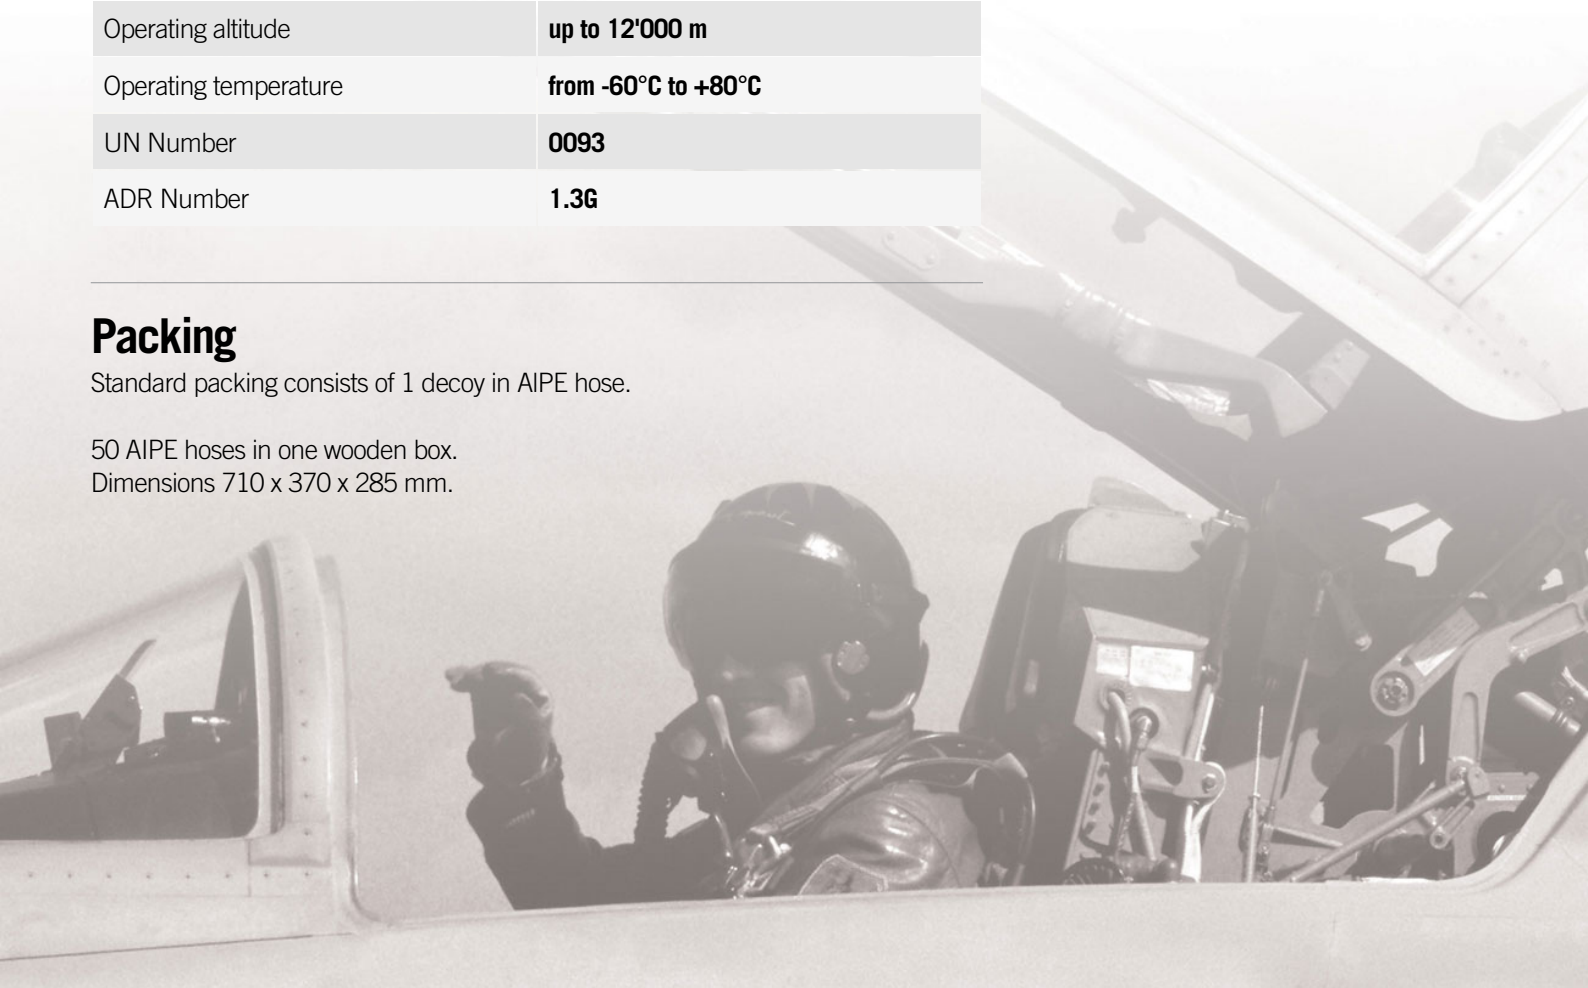 Operating altitude up to 12'000 m
Operating temperature from -60°C to +80°C
UN Number 0093
ADR Number 1.3G
Packing
Standard packing consists of 1 decoy in AIPE hose.
50 AIPE hoses in one wooden box.
Dimensions 710 x 370 x 285 mm.